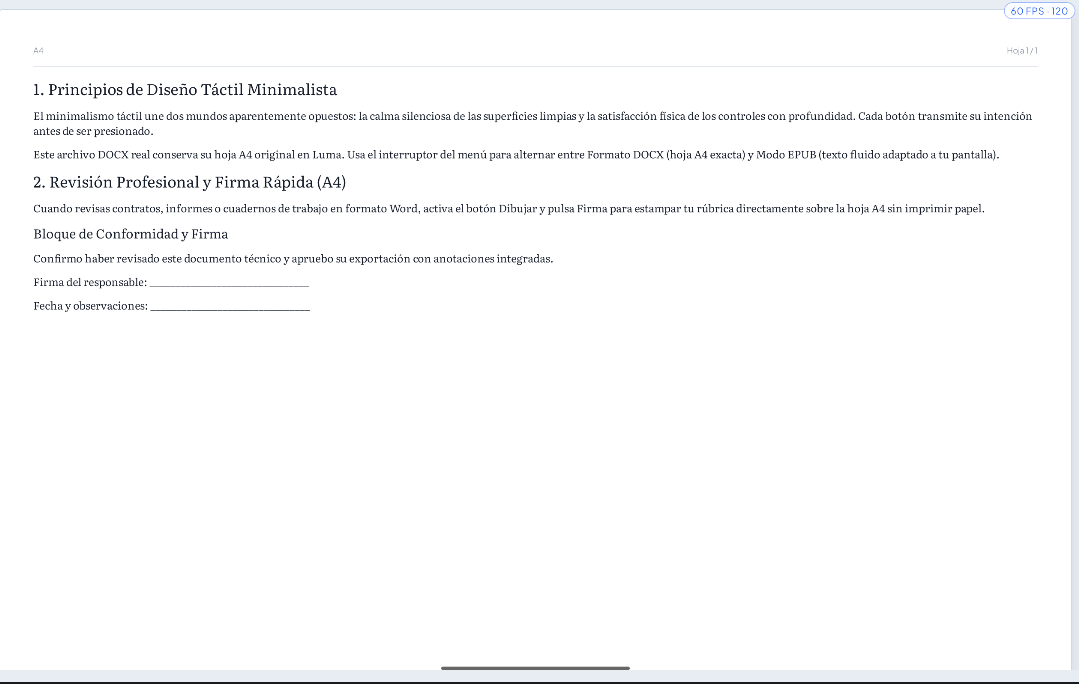 60 FPS · 120
A4
Hoja 1 / 1
1. Principios de Diseño Táctil Minimalista
El minimalismo táctil une dos mundos aparentemente opuestos: la calma silenciosa de las superficies limpias y la satisfacción física de los controles con profundidad. Cada botón transmite su intención
antes de ser presionado.
Este archivo DOCX real conserva su hoja A4 original en Luma. Usa el interruptor del menú para alternar entre Formato DOCX (hoja A4 exacta) y Modo EPUB (texto fluido adaptado a tu pantalla).
2. Revisión Profesional y Firma Rápida (A4)
Cuando revisas contratos, informes o cuadernos de trabajo en formato Word, activa el botón Dibujar y pulsa Firma para estampar tu rúbrica directamente sobre la hoja A4 sin imprimir papel.
Bloque de Conformidad y Firma
Confirmo haber revisado este documento técnico y apruebo su exportación con anotaciones integradas.
Firma del responsable: ______________________________
Fecha y observaciones: ______________________________